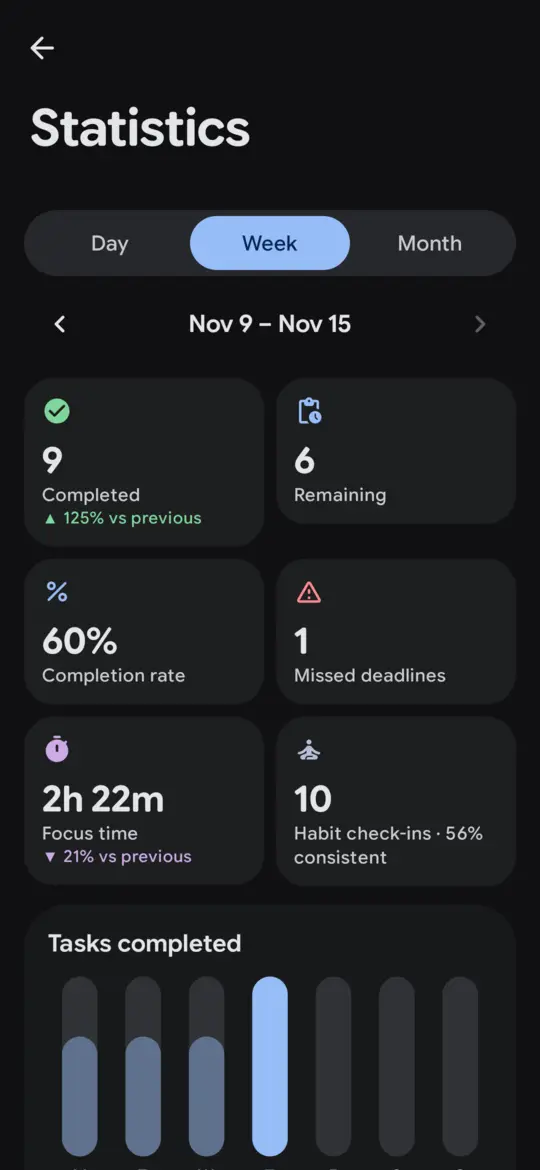 Statistics
Day Week Month
Nov 9 – Nov 15
9
Completed
▲ 125% vs previous
6
Remaining
60%
Completion rate
1
Missed deadlines
2h 22m
Focus time
▼ 21% vs previous
10
Habit check-ins · 56%
consistent
Tasks completed